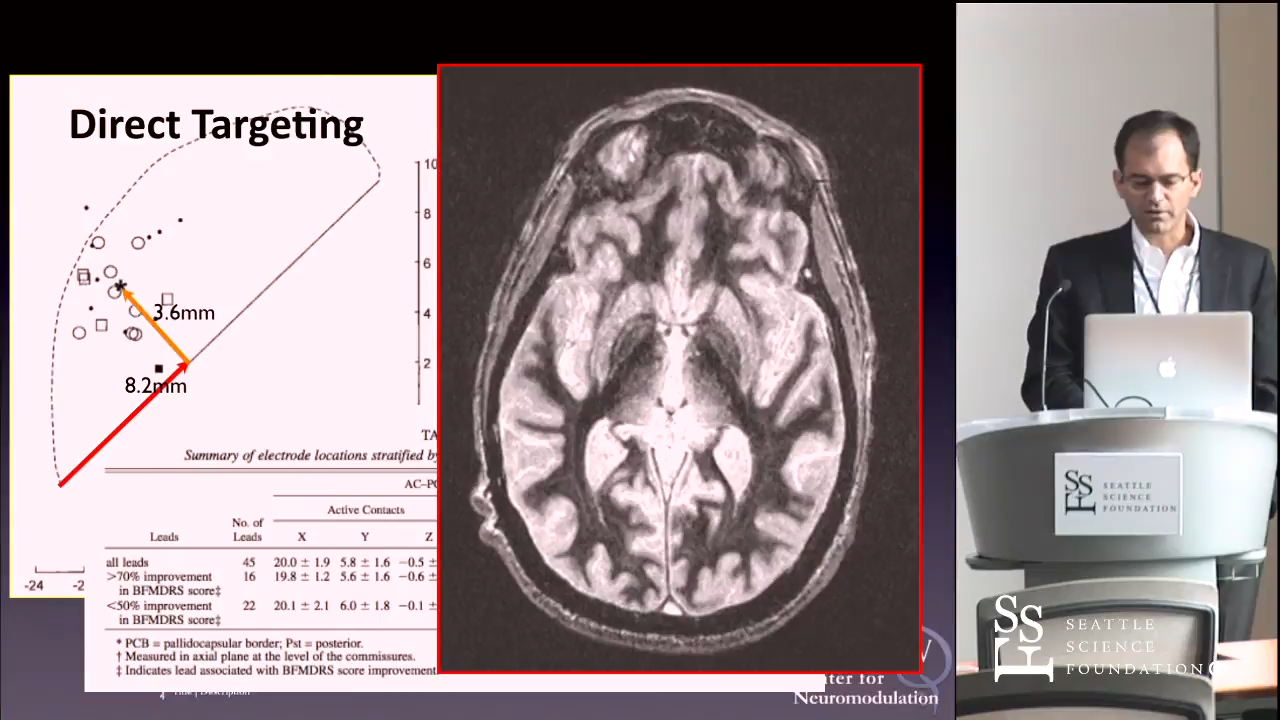 Direct Targeting
10
8
6
4
2
3.6mm
8.2mm
-24
Summary of electrode locations stratified by
Active Contacts
No. of
Leads Leads X Y Z
all leads 45 20.0 ± 1.9 5.8 ± 1.6 −0.5 ±
>70% improvement 16 19.8 ± 1.2 5.6 ± 1.6 −0.6 ±
in BFMDRS score‡
<50% improvement 22 20.1 ± 2.1 6.0 ± 1.8 −0.1 ±
in BFMDRS score‡
* PCB = pallidocapsular border; Pst = posterior.
† Measured in axial plane at the level of the commissures.
‡ Indicates lead associated with BFMDRS score improvement
Title | Description
Center for
Neuromodulation
SSF
SEATTLE
SCIENCE
FOUNDATION
SSF
SEATTLE
SCIENCE
FOUNDATION